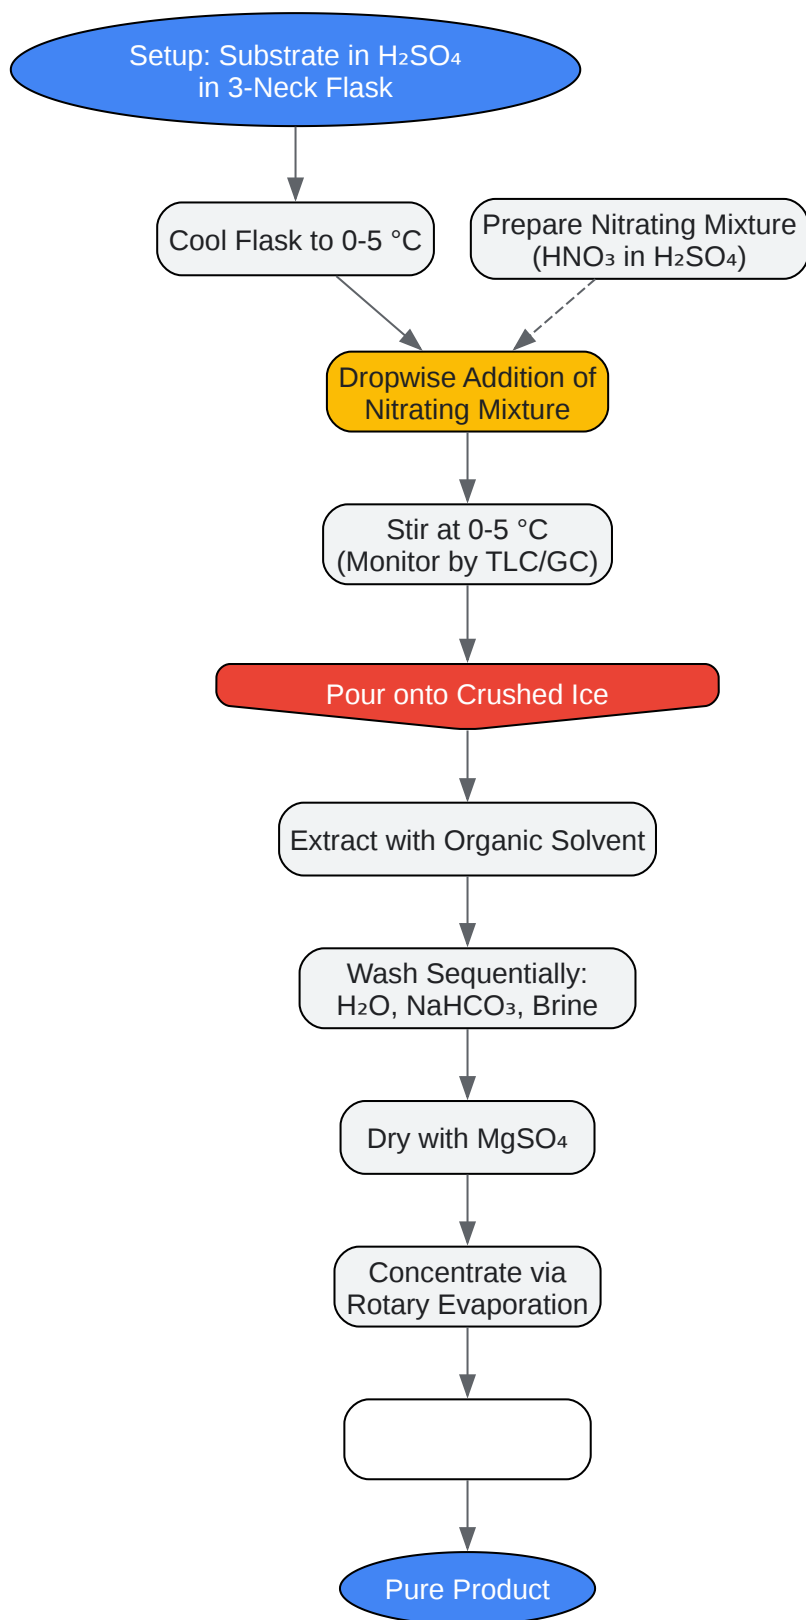 Setup: Substrate in H₂SO₄
in 3-Neck Flask
Cool Flask to 0-5 °C
Prepare Nitrating Mixture
(HNO₃ in H₂SO₄)
Dropwise Addition of
Nitrating Mixture
Stir at 0-5 °C
(Monitor by TLC/GC)
Pour onto Crushed Ice
Extract with Organic Solvent
Wash Sequentially:
H₂O, NaHCO₃, Brine
Dry with MgSO₄
Concentrate via
Rotary Evaporation
Pure Product